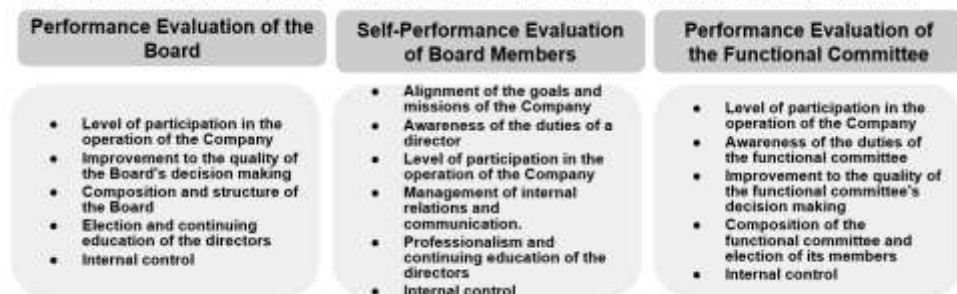 Performance Evaluation of the
Board
• Level of participation in the
operation of the Company
• Improvement to the quality of
the Board's decision making
• Composition and structure of
the Board
• Election and continuing
education of the directors
• Internal control
Self-Performance Evaluation
of Board Members
• Alignment of the goals and
missions of the Company
• Awareness of the duties of a
director
• Level of participation in the
operation of the Company
• Management of internal
relations and
communication.
• Professionalism and
continuing education of the
directors
• Internal control
Performance Evaluation of
the Functional Committee
• Level of participation in the
operation of the Company
• Awareness of the duties of
the functional committee
• Improvement to the quality of
the functional committee's
decision making
• Composition of the
functional committee and
election of its members
• Internal control